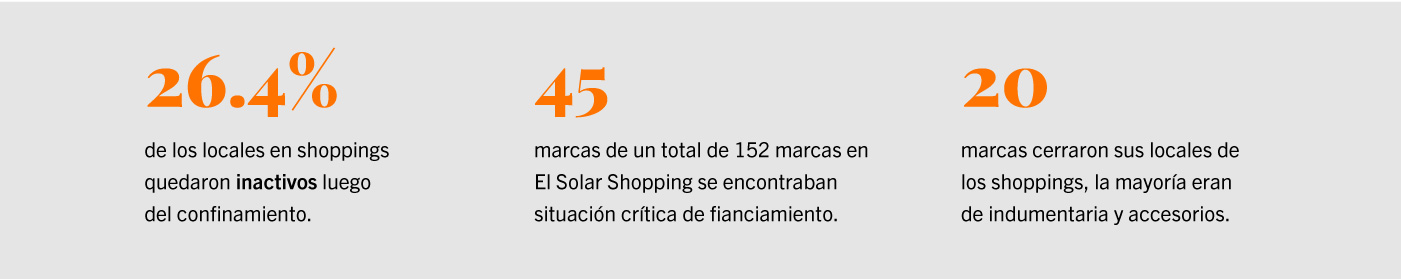 26.4%
de los locales en shoppings
quedaron inactivos luego
del confinamiento.
45
marcas de un total de 152 marcas en
El Solar Shopping se encontraban
situación crítica de fianciamiento.
20
marcas cerraron sus locales de
los shoppings, la mayoría eran
de indumentaria y accesorios.